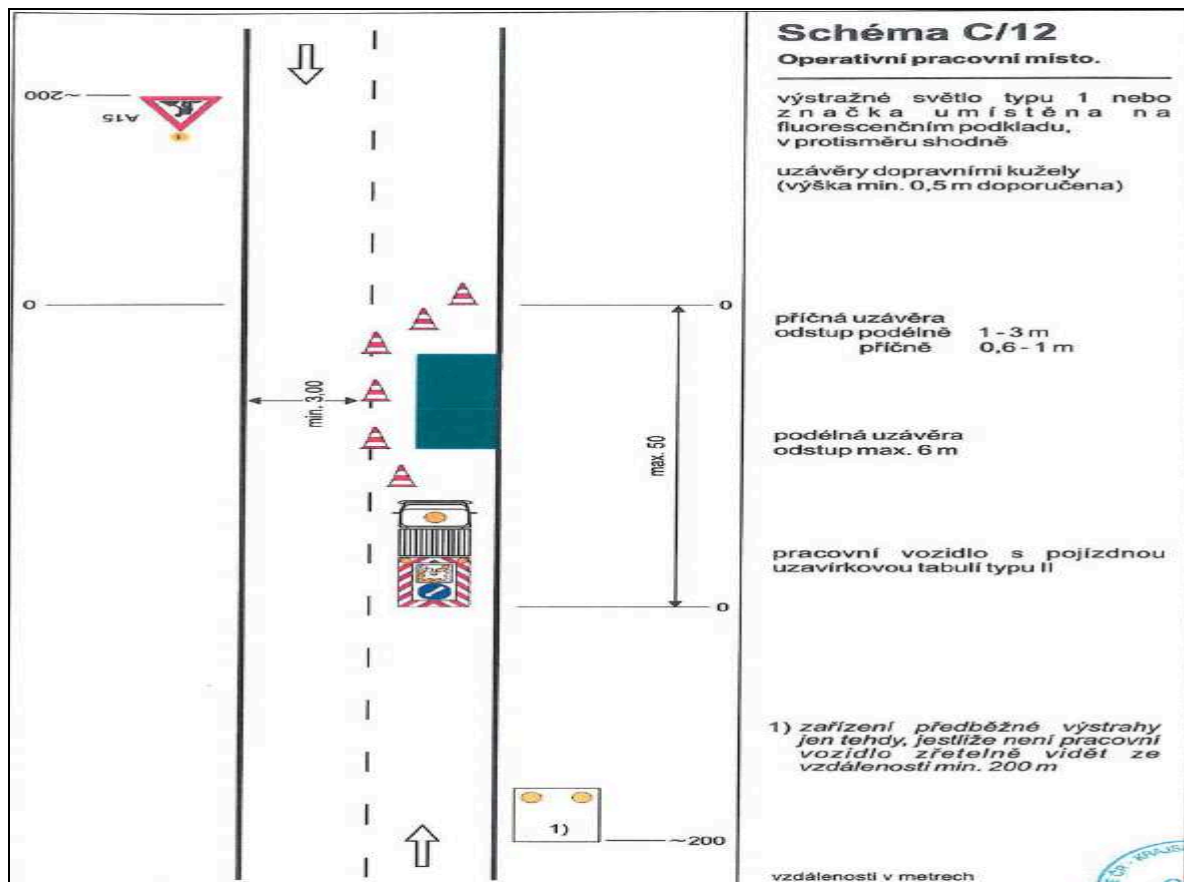 Schéma C/12
Operativní pracovní místo.
výstražné světlo typu 1 nebo
značka umístěna na
fluorescenčním podkladu,
v protisměru shodně
uzávěry dopravními kužely
(výška min. 0,5 m doporučena)
příčná uzávěra
odstup podélně 1 - 3 m
příčně 0,6 - 1 m
podélná uzávěra
odstup max. 6 m
pracovní vozidlo s pojízdnou
uzavírkovou tabulí typu II
1) zařízení předběžné výstrahy
jen tehdy, jestliže není pracovní
vozidlo zřetelně vidět ze
vzdálenosti min. 200 m
vzdálenosti v metrech
~200
A15
1
0
0
min. 3,00
max. 50
0
1)
~200
ČP - KRAJS